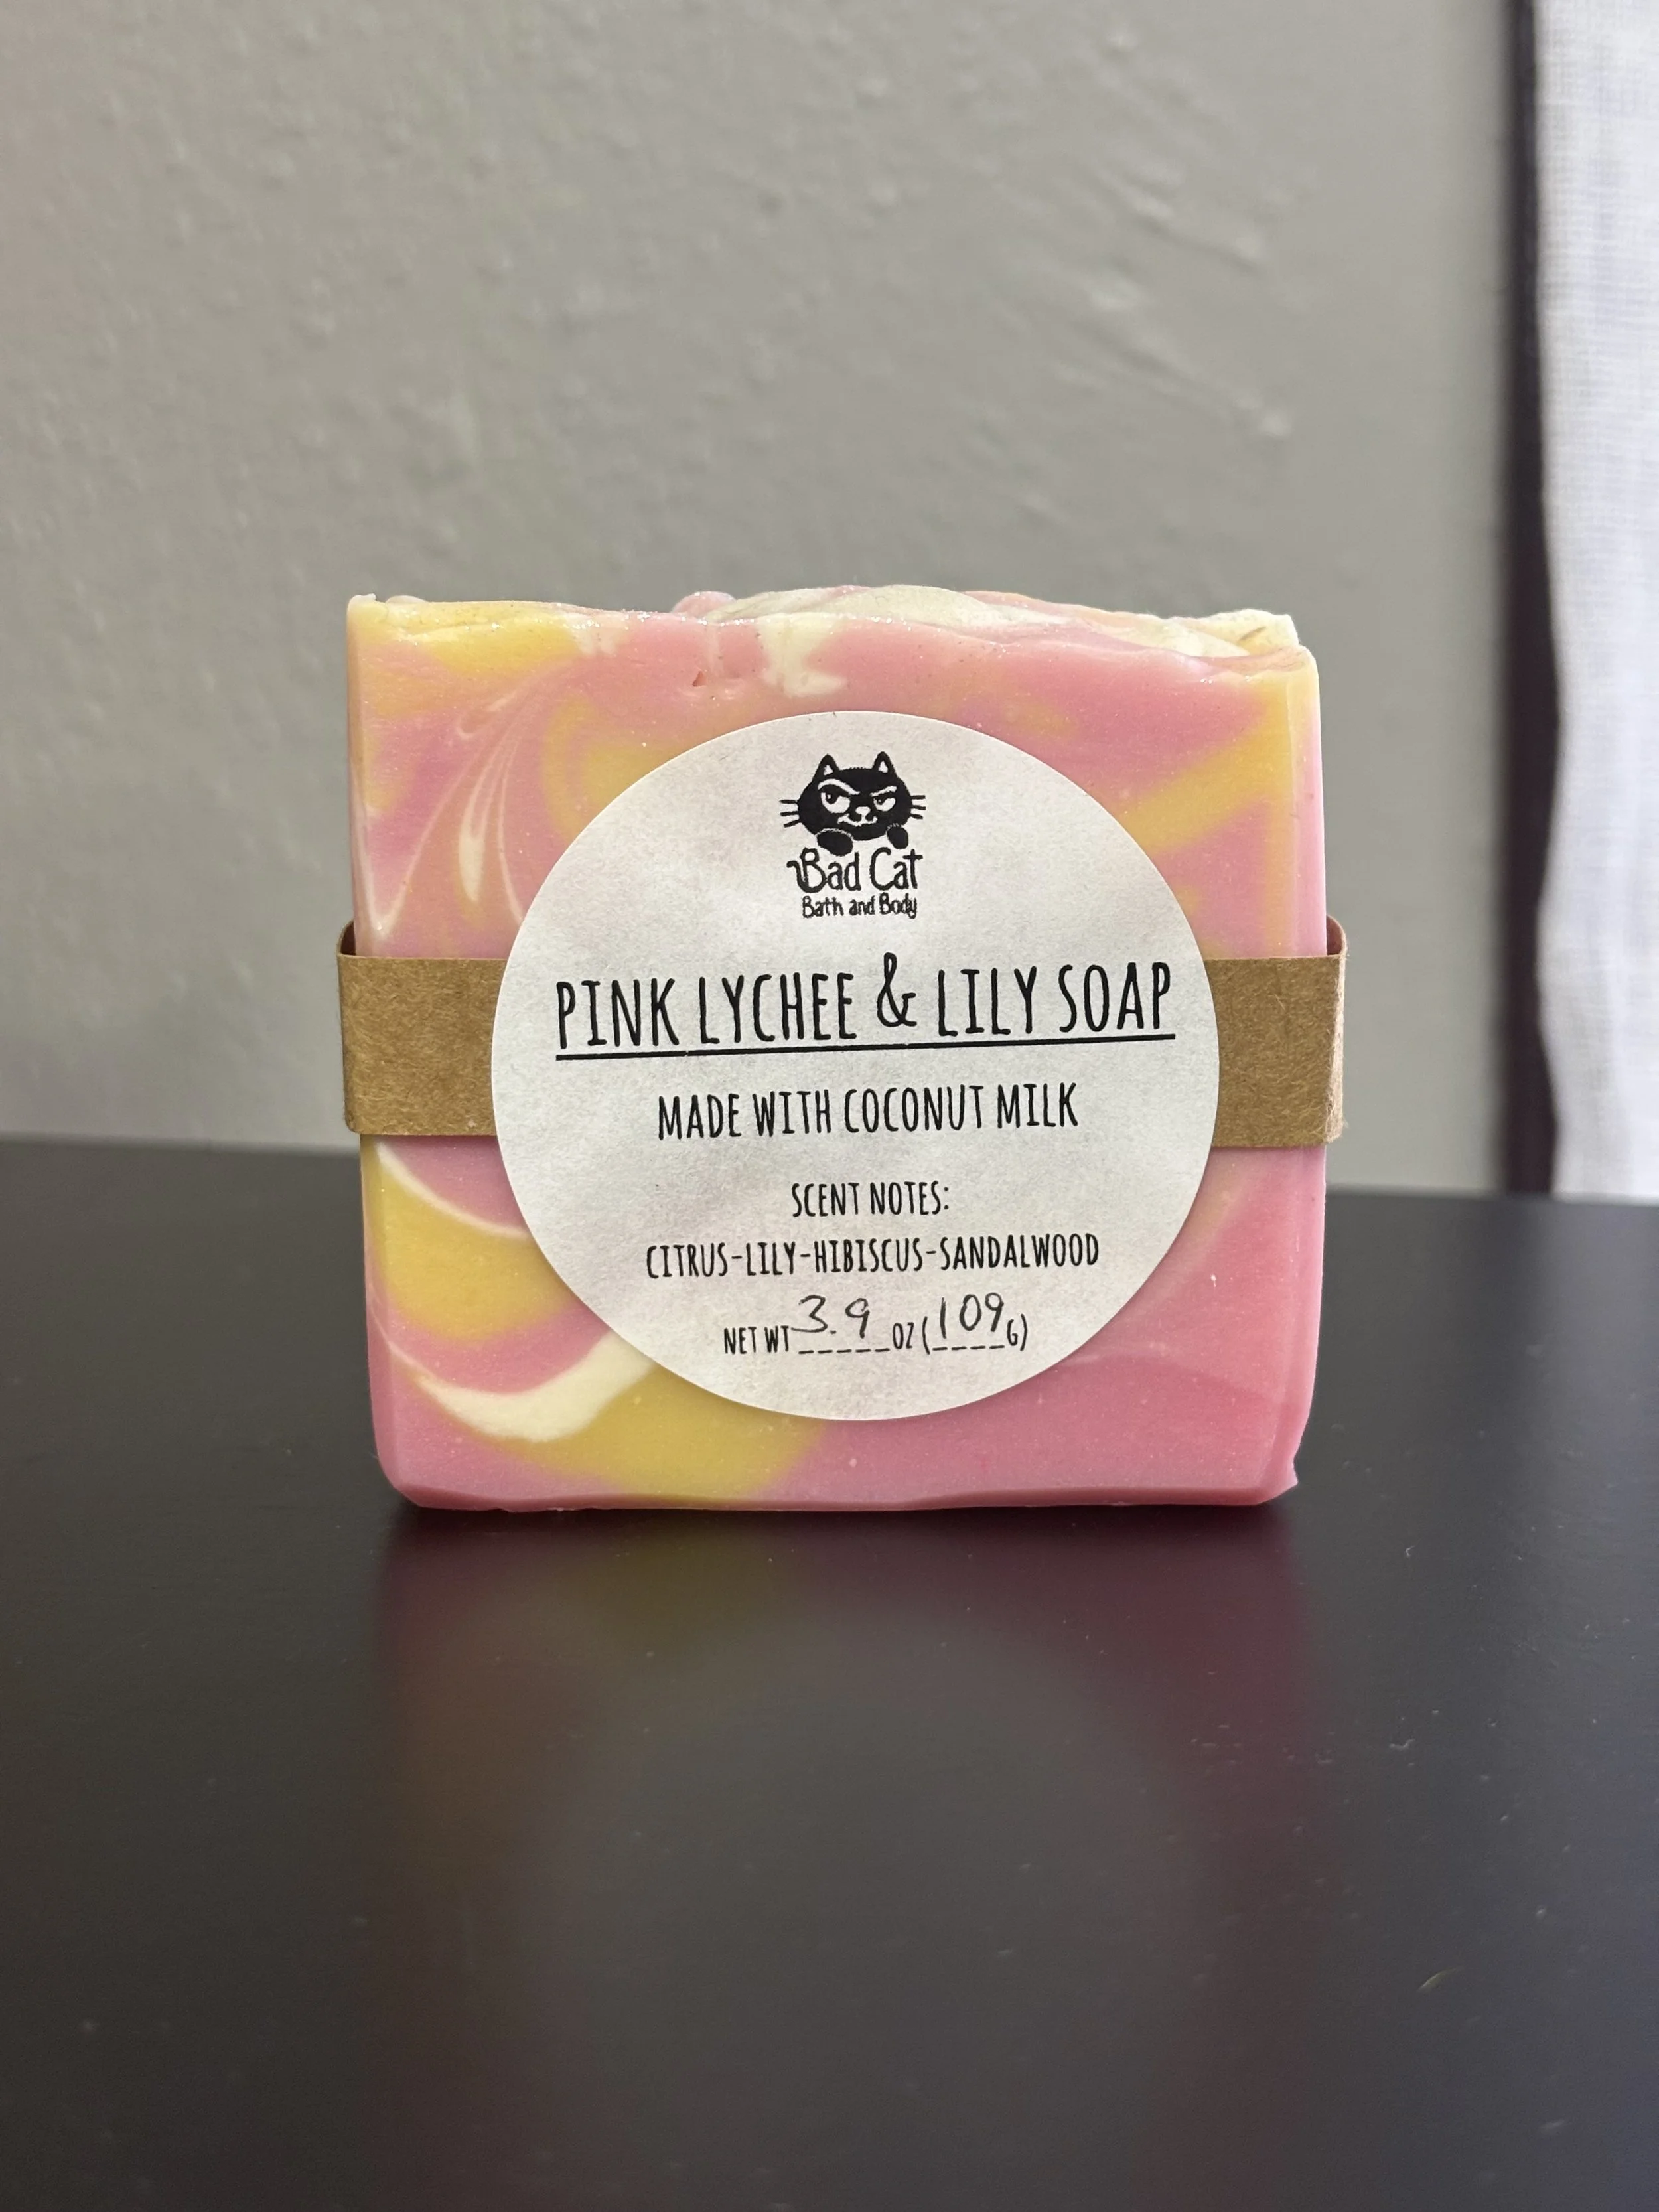 Bad Cat
Bath and Body
PINK LYCHEE & LILY SOAP
MADE WITH COCONUT MILK
SCENT NOTES:
CITRUS-LILY-HIBISCUS-SANDALWOOD
NET WT 3.9 OZ (109G)